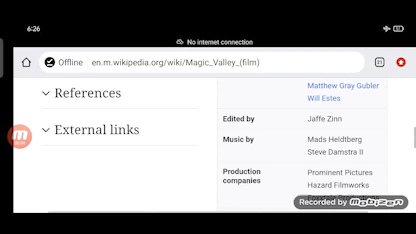 6:26
No internet connection
Offline en.m.wikipedia.org/wiki/Magic_Valley_(film)
21
References
External links
Matthew Gray Gubler
Will Estes
Edited by Jaffe Zinn
Music by Mads Heldtberg
Steve Damstra II
Production companies Prominent Pictures
Hazard Filmworks
Recorded by
mobizen